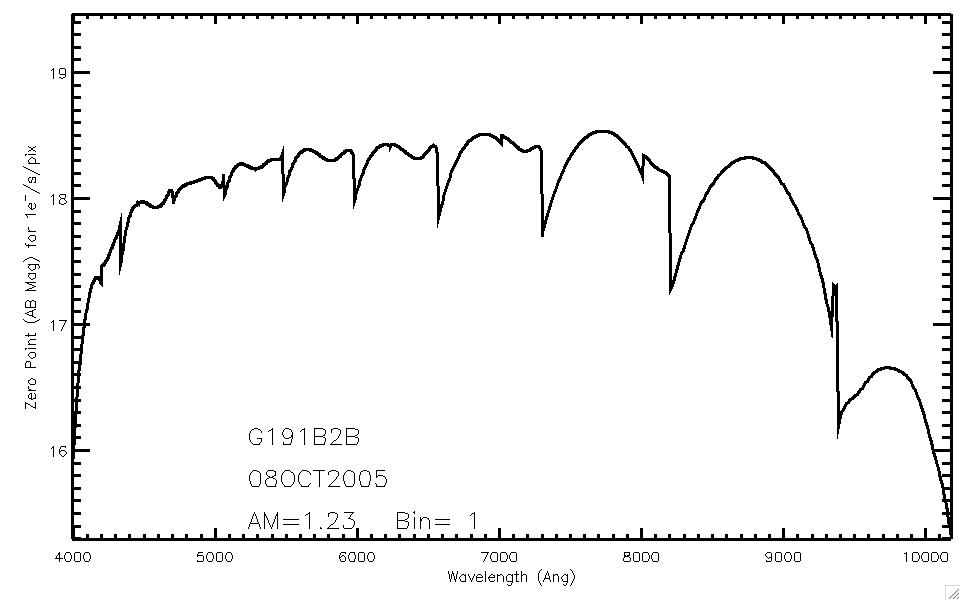 19
18
17
16
Zero Point (AB Mag) for 1e⁻/s/pix
G191B2B
08OCT2005
AM=1.23 Bin= 1
4000 5000 6000 7000 8000 9000 10000
Wavelength (Ang)